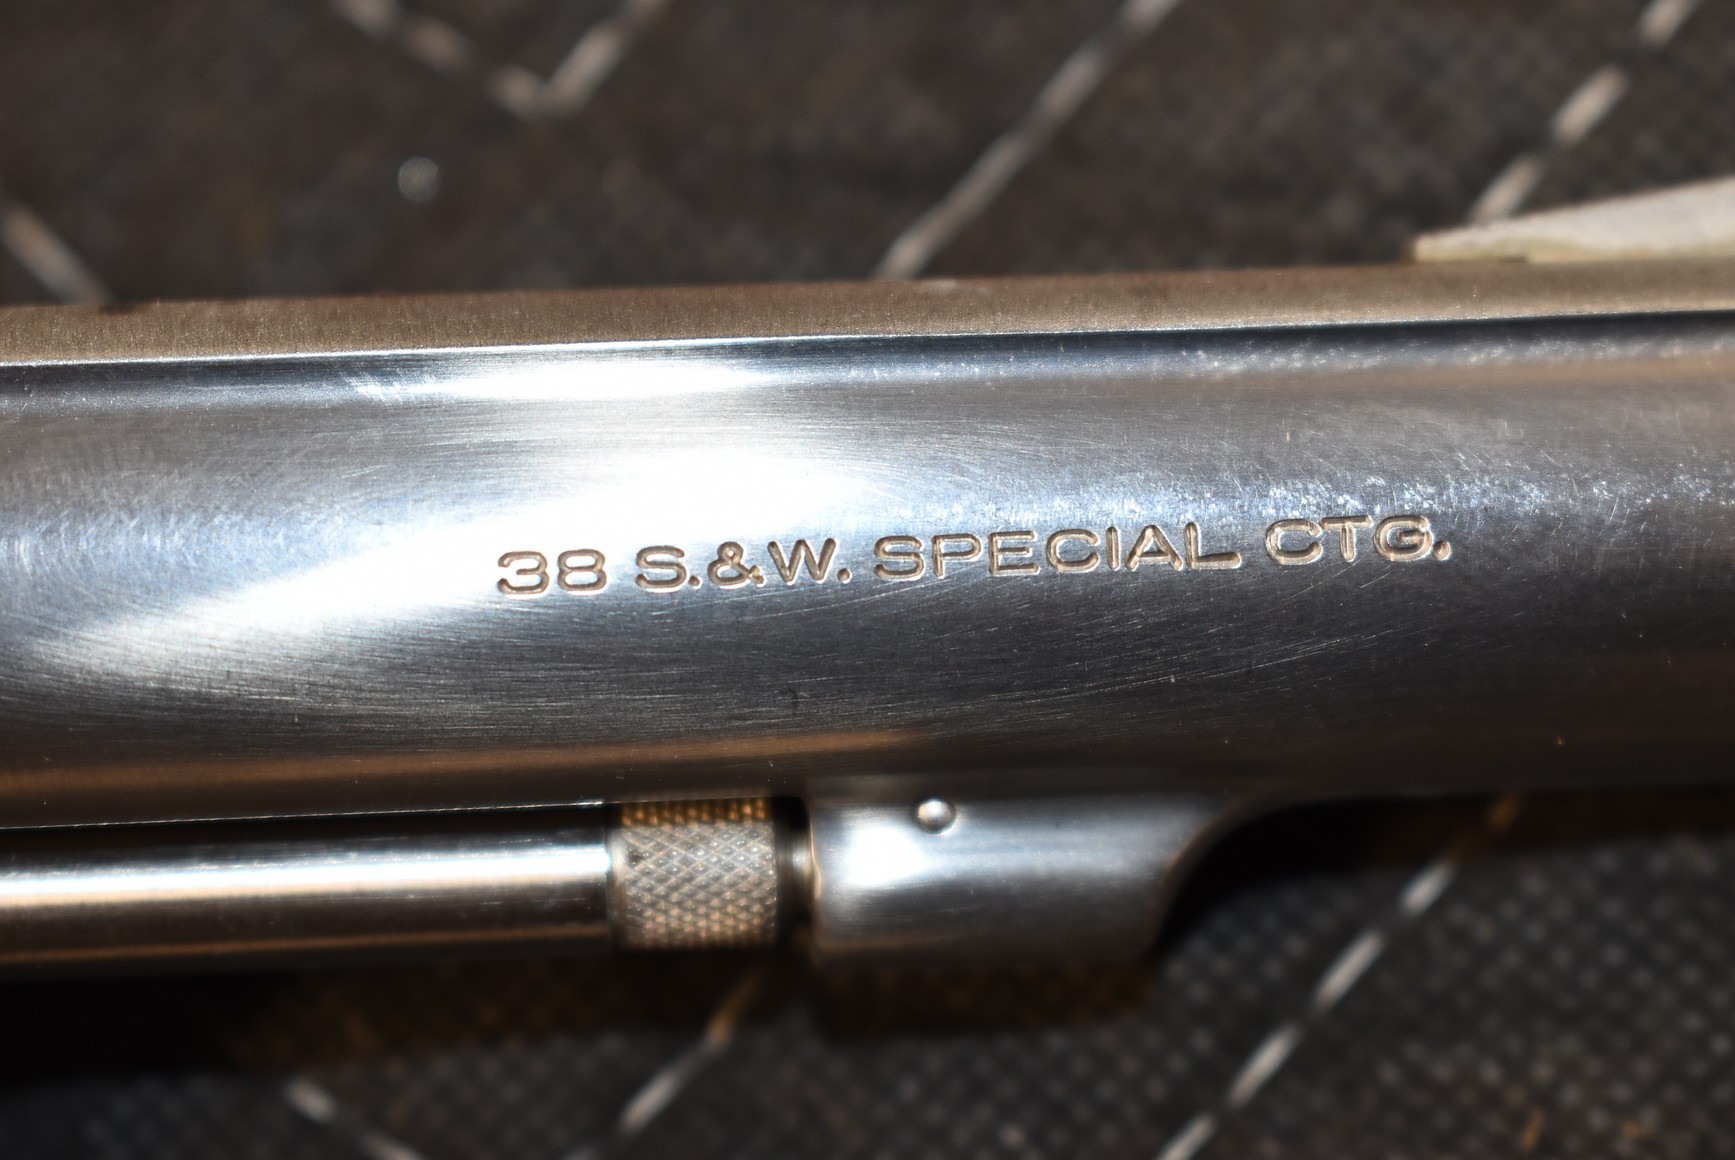 38 S.&W. SPECIAL CTG.